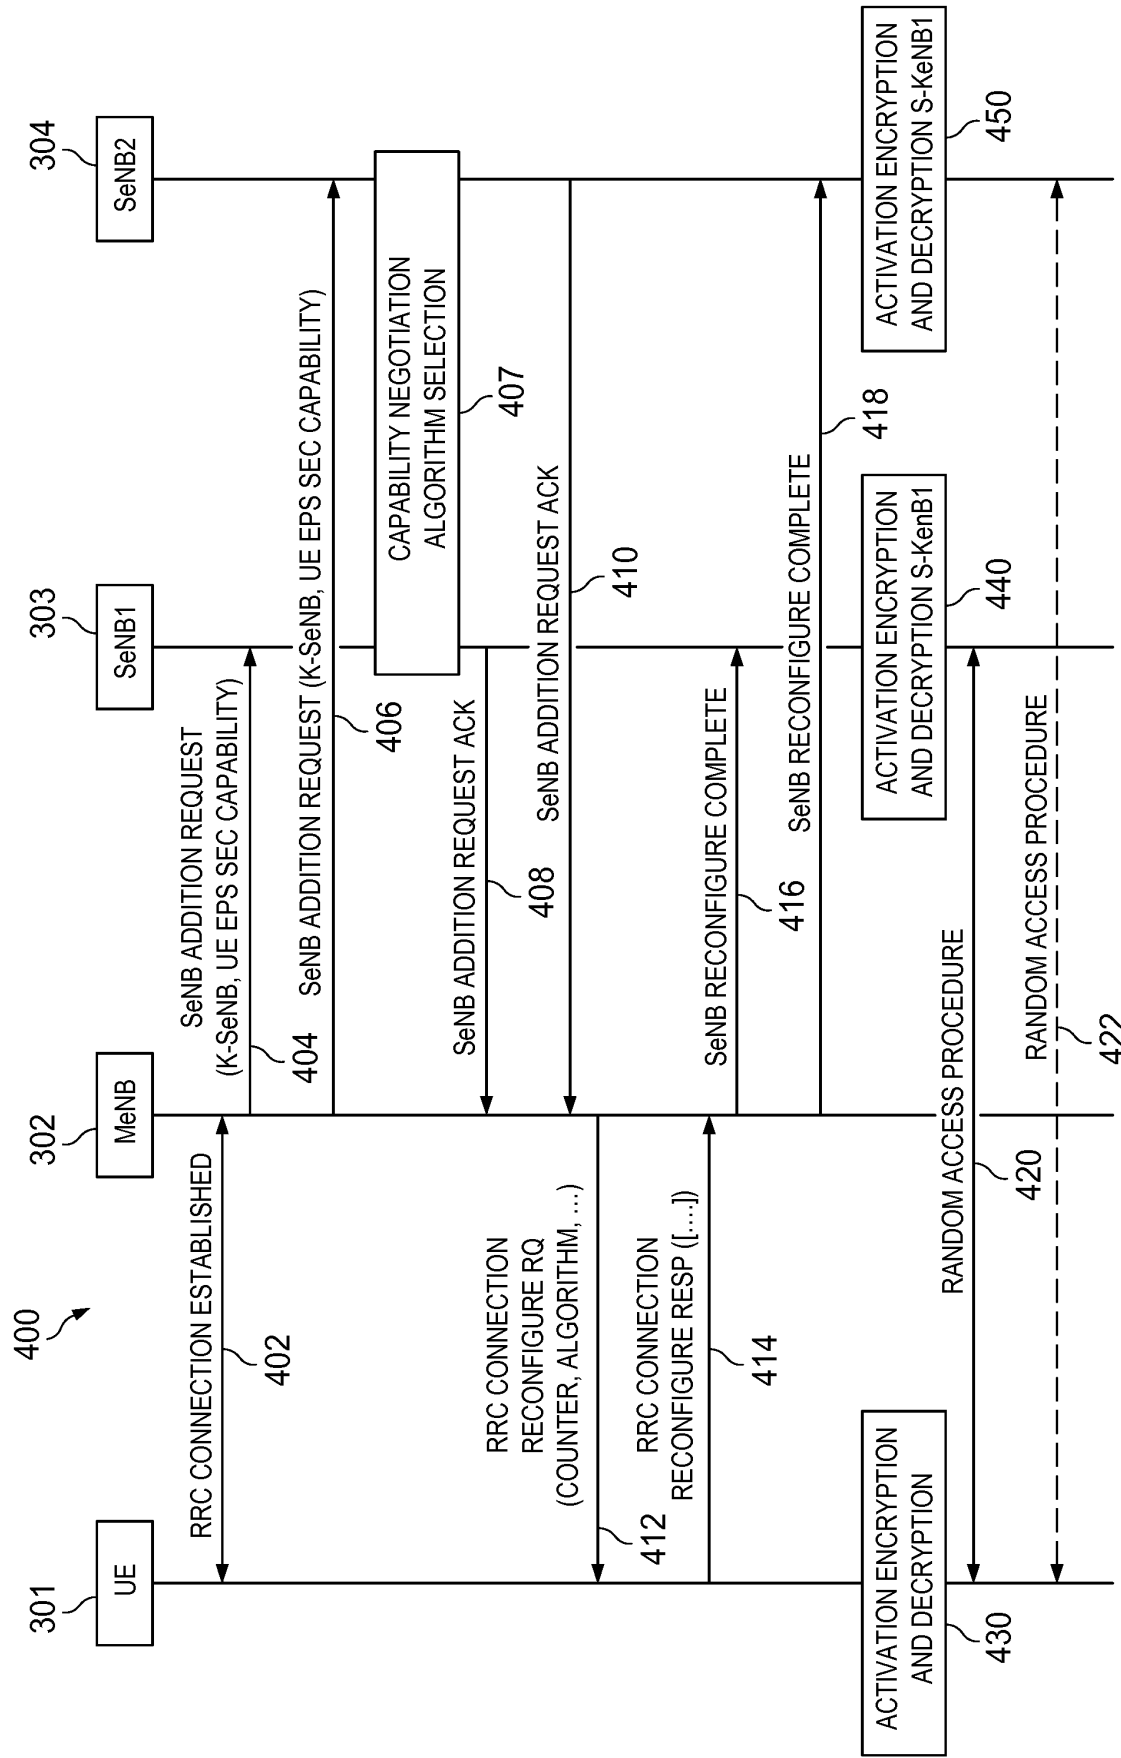 400
301
UE
302
MeNB
303
SeNB1
304
SeNB2
RRC CONNECTION ESTABLISHED
402
SeNB ADDITION REQUEST
(K-SeNB, UE EPS SEC CAPABILITY)
404
SeNB ADDITION REQUEST (K-SeNB, UE EPS SEC CAPABILITY)
406
CAPABILITY NEGOTIATION
ALGORITHM SELECTION
407
SeNB ADDITION REQUEST ACK
408
SeNB ADDITION REQUEST ACK
410
RRC CONNECTION
RECONFIGURE RQ
(COUNTER, ALGORITHM, ...)
412
RRC CONNECTION
RECONFIGURE RESP ([....])
414
SeNB RECONFIGURE COMPLETE
416
SeNB RECONFIGURE COMPLETE
418
ACTIVATION ENCRYPTION
AND DECRYPTION
430
ACTIVATION ENCRYPTION
AND DECRYPTION S-KenB1
440
ACTIVATION ENCRYPTION
AND DECRYPTION S-KeNB1
450
RANDOM ACCESS PROCEDURE
420
RANDOM ACCESS PROCEDURE
422